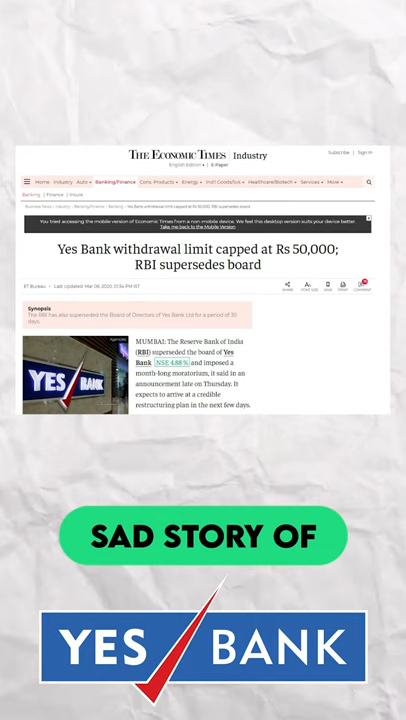 THE ECONOMIC TIMES | Industry
English Edition | E-Paper
Subscribe Sign In
Home Industry Auto Banking/Finance Cons. Products Energy Ind'l Goods/Svs Healthcare/Biotech Services More
Banking | Finance | Insure
Business News › Industry › Banking/Finance › Banking › Yes Bank withdrawal limit capped at Rs 50,000; RBI supersedes board
You tried accessing the mobile version of Economic Times from a non-mobile device. We feel this desktop version suits your device better.
Take me back to the Mobile Version
Yes Bank withdrawal limit capped at Rs 50,000;
RBI supersedes board
ET Bureau • Last Updated: Mar 06, 2020, 01:34 PM IST
SHARE FONT SIZE SAVE PRINT COMMENT
Synopsis
The RBI has also superseded the Board of Directors of Yes Bank Ltd for a period of 30
days.
Agencies
YES BANK
MUMBAI: The Reserve Bank of India
(RBI) superseded the board of Yes
Bank NSE 4.88 % and imposed a
month-long moratorium, it said in an
announcement late on Thursday. It
expects to arrive at a credible
restructuring plan in the next few days.
SAD STORY OF
YES BANK